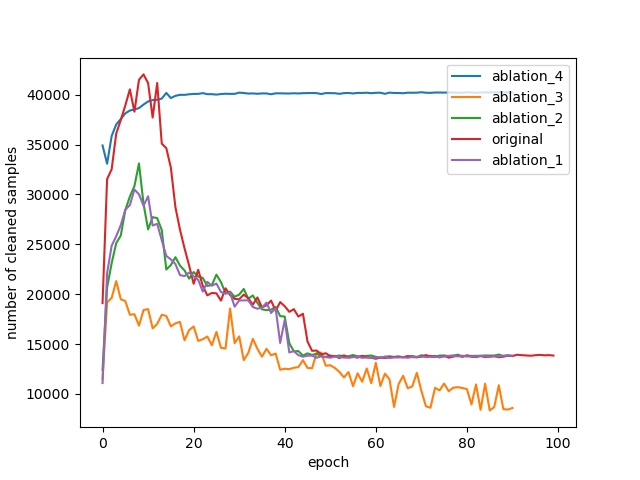 ablation_4
ablation_3
ablation_2
original
ablation_1
number of cleaned samples
40000
35000
30000
25000
20000
15000
10000
0 20 40 60 80 100
epoch